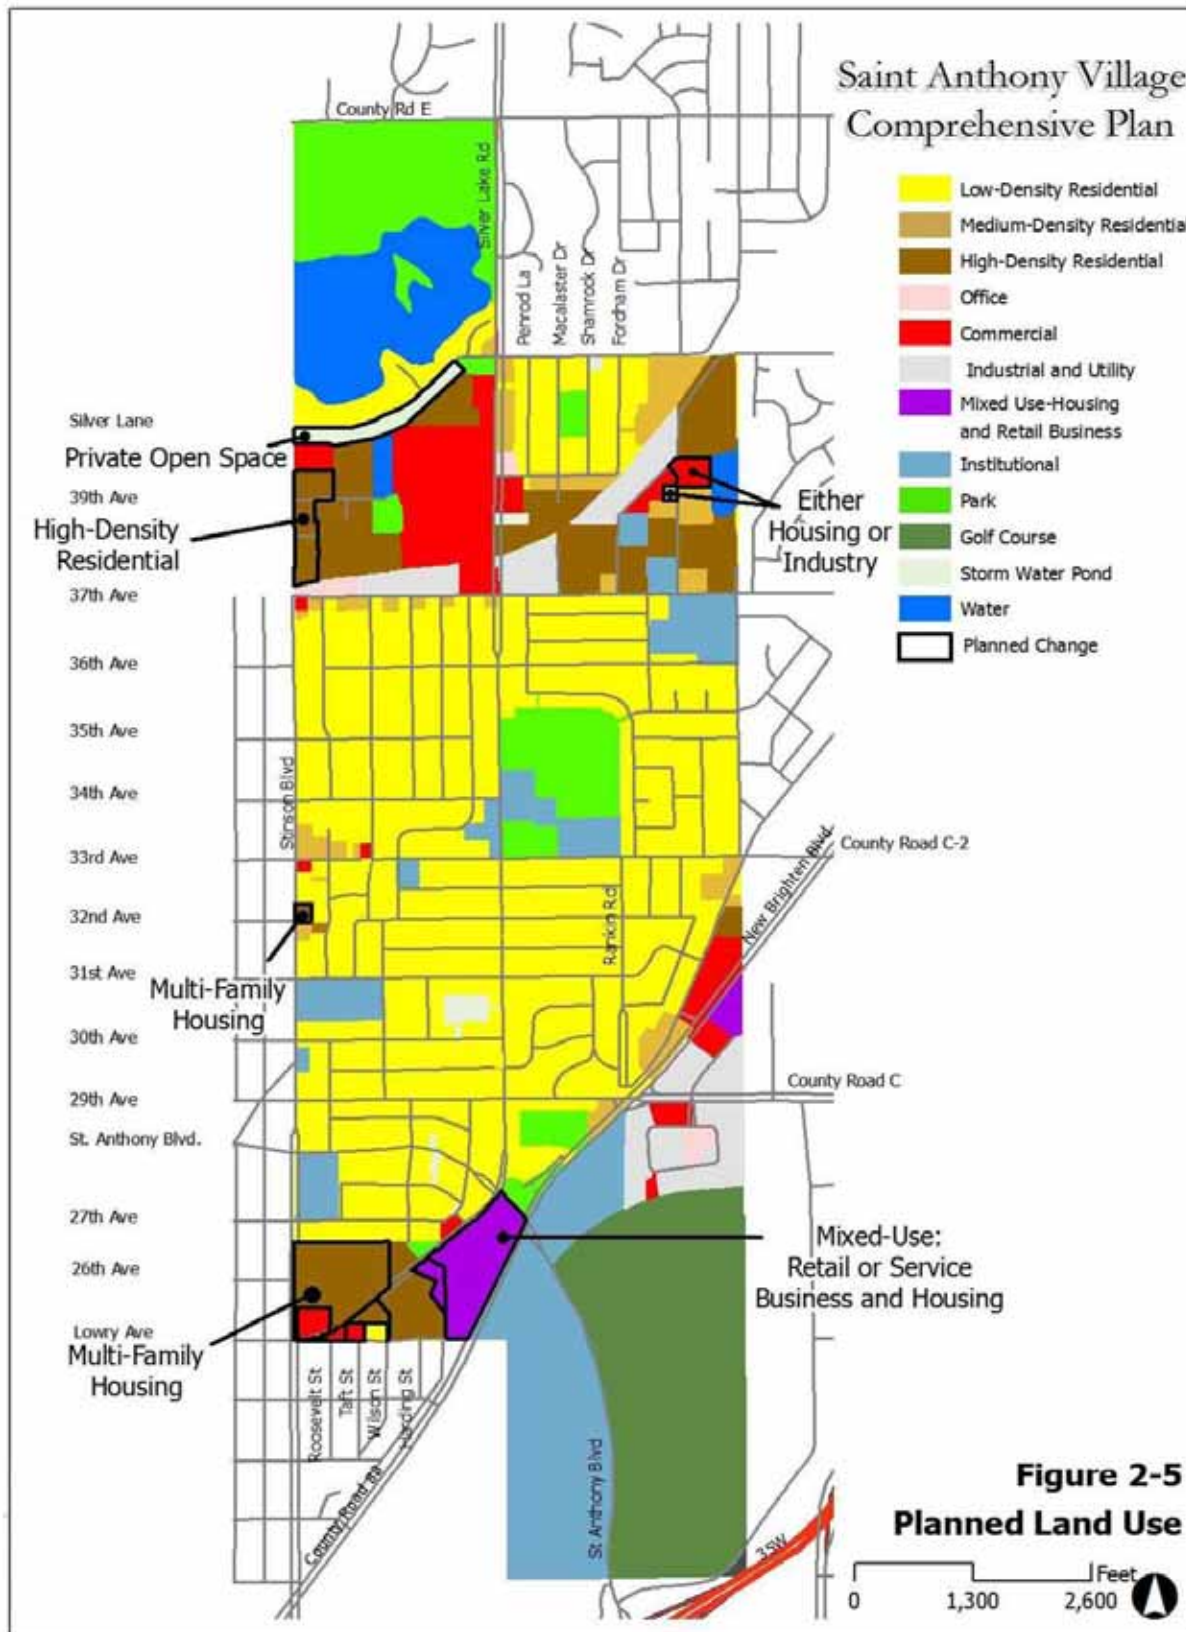 Saint Anthony Village
Comprehensive Plan
County Rd E
Silver Lake Rd
Penrod La
Macalaster Dr
Shamrock Dr
Fordham Dr
Low-Density Residential
Medium-Density Residentia
High-Density Residential
Office
Commercial
Industrial and Utility
Mixed Use-Housing
and Retail Business
Institutional
Park
Golf Course
Storm Water Pond
Water
Planned Change
Silver Lane
Private Open Space
39th Ave
High-Density
Residential
Either
Housing or
Industry
37th Ave
36th Ave
35th Ave
Stinson Blvd
34th Ave
33rd Ave
County Road C-2
New Brighten Blvd
32nd Ave
Rankin Rd
31st Ave
Multi-Family
Housing
30th Ave
County Road C
29th Ave
St. Anthony Blvd.
27th Ave
Mixed-Use:
Retail or Service
Business and Housing
26th Ave
Lowry Ave
Multi-Family
Housing
Roosevelt St
Taft St
Wilson St
Harding St
County Road 88
St Anthony Blvd
35W
Figure 2-5
Planned Land Use
Feet
0 1,300 2,600